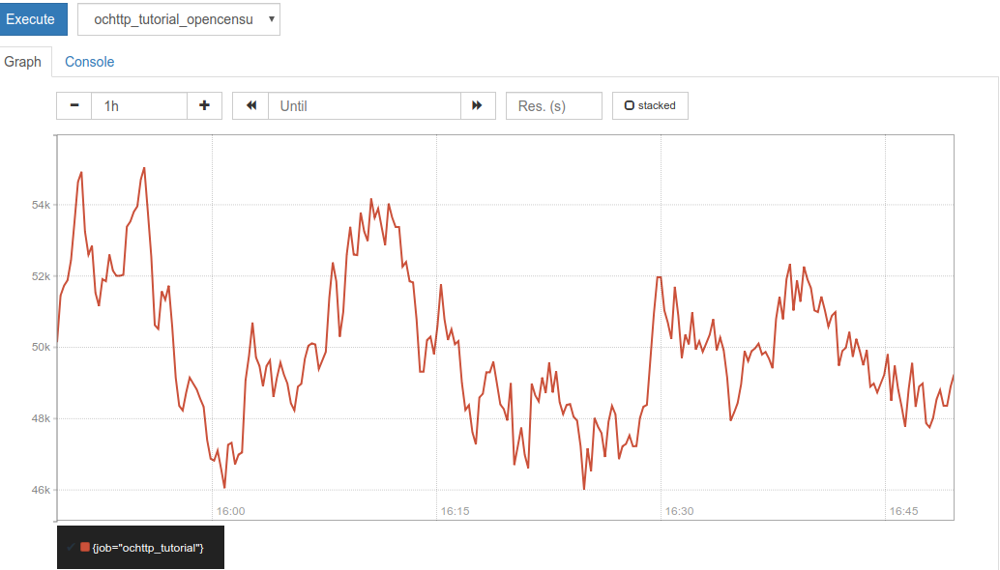 Execute ochttp_tutorial_opencensu
Graph Console
1h Until Res. (s) stacked
54k
52k
50k
48k
46k
16:00 16:15 16:30 16:45
{job="ochttp_tutorial"}